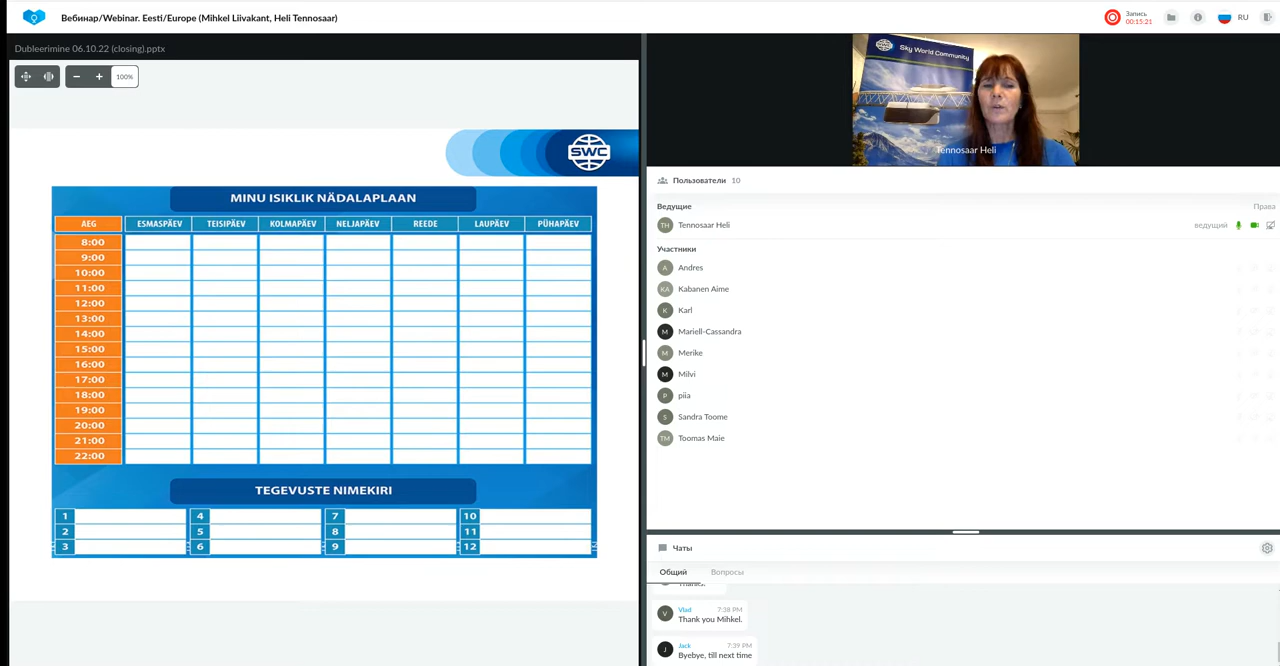 Вебинар/Webinar. Eesti/Europe (Mihkel Liivakant, Heli Tennosaar)
Запись
00:15:21
RU
Dubleerimine 06.10.22 (closing).pptx
100%
SWC
MINU ISIKLIK NÄDALAPLAAN
AEG ESMASPÄEV TEISIPÄEV KOLMAPÄEV NELJAPÄEV REEDE LAUPÄEV PÜHAPÄEV
8:00
9:00
10:00
11:00
12:00
13:00
14:00
15:00
16:00
17:00
18:00
19:00
20:00
21:00
22:00
TEGEVUSTE NIMEKIRI
1 4 7 10
2 5 8 11
3 6 9 12
Sky World Community
Tennosaar Heli
Пользователи 10
Ведущие Права
TH Tennosaar Heli ведущий
Участники
A Andres
KA Kabanen Aime
K Karl
M Mariell-Cassandra
M Merike
M Milvi
P piia
S Sandra Toome
TM Toomas Maie
Чаты
Общий Вопросы
Thanks.
Vlad 7:38 PM
V Thank you Mihkel.
Jack 7:39 PM
J Byebye, till next time